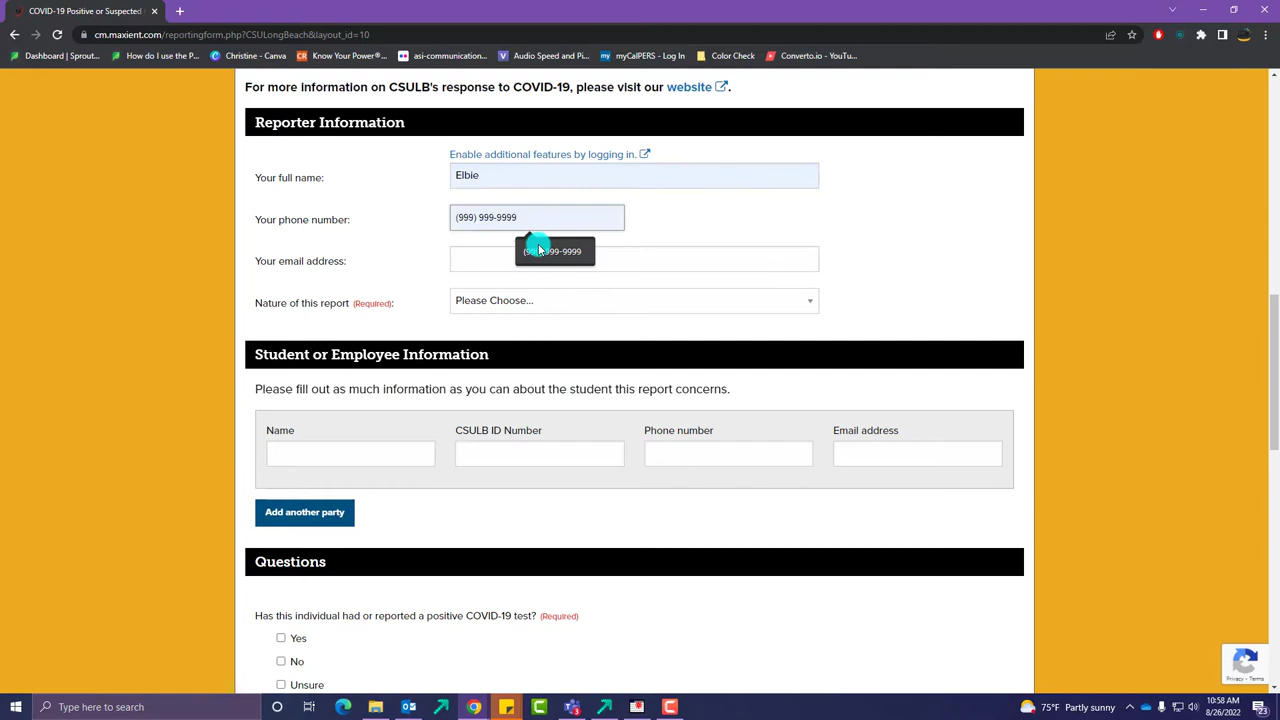 COVID-19 Positive or Suspected
cm.maxient.com/reportingform.php?CSULongBeach&layout_id=10
Dashboard | Sprout...
How do I use the P...
Christine - Canva
Know Your Power*...
asi-communication...
Audio Speed and Pi...
myCalPERS - Log In
Color Check
Converto.io - YouTu...
For more information on CSULB's response to COVID-19, please visit our website.
Reporter Information
Enable additional features by logging in.
Your full name:
Elbie
Your phone number:
(999) 999-9999
Your email address:
Nature of this report (Required):
Please Choose...
Student or Employee Information
Please fill out as much information as you can about the student this report concerns.
Name
CSULB ID Number
Phone number
Email address
Add another party
Questions
Has this individual had or reported a positive COVID-19 test? (Required)
Yes
No
Unsure
Privacy - Terms
Type here to search
75°F Partly sunny
10:58 AM
8/26/2022
23